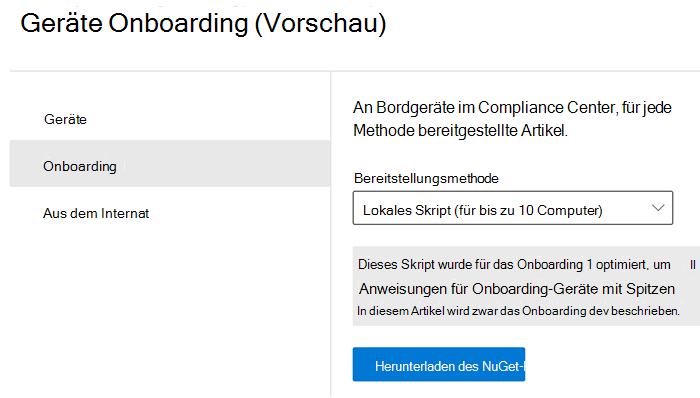 Geräte Onboarding (Vorschau)
Geräte
Onboarding
Aus dem Internat
An Bordgeräte im Compliance Center, für jede
Methode bereitgestellte Artikel.
Bereitstellungsmethode
Lokales Skript (für bis zu 10 Computer)
Dieses Skript wurde für das Onboarding 1 optimiert, um II
Anweisungen für Onboarding-Geräte mit Spitzen
In diesem Artikel wird zwar das Onboarding dev beschrieben.
Herunterladen des NuGet-